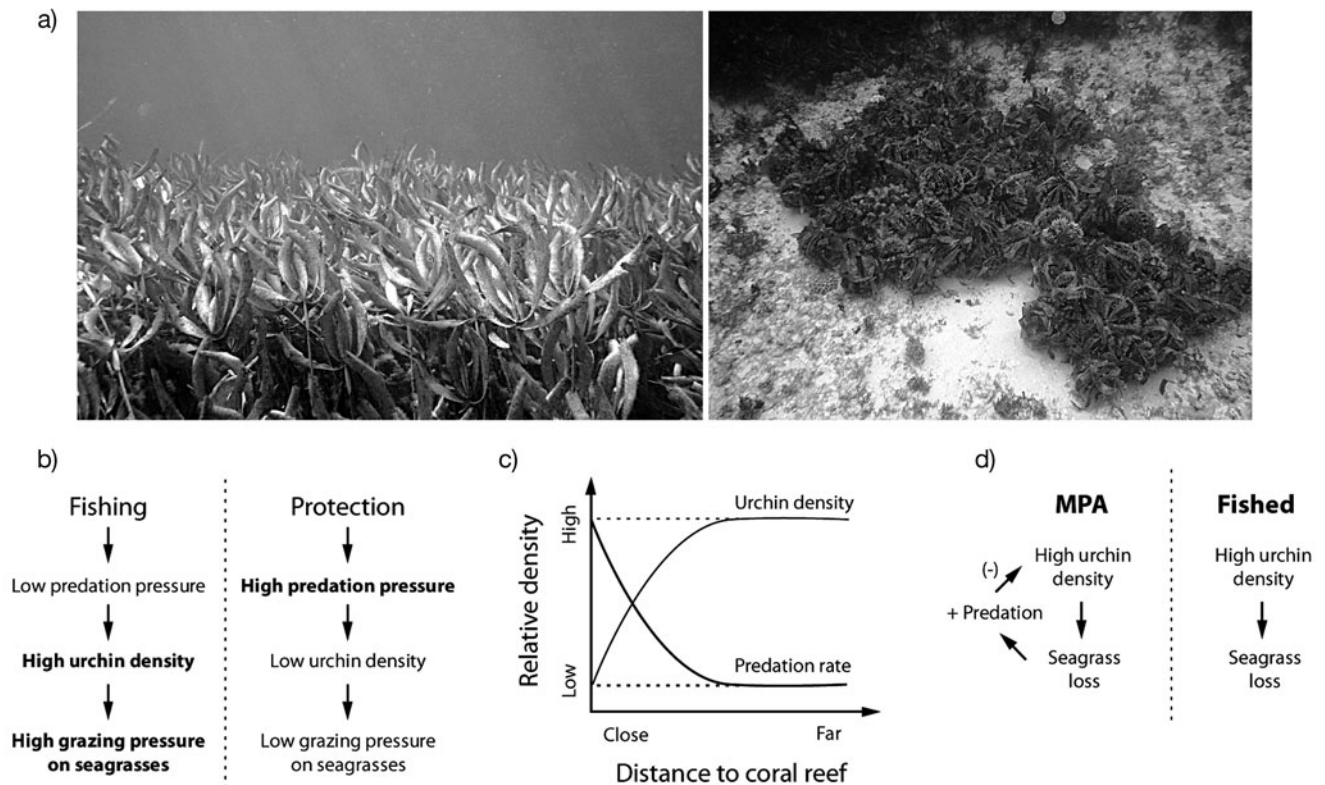 a)
b)
Fishing
Low predation pressure
High urchin density
High grazing pressure
on seagrasses
Protection
High predation pressure
Low urchin density
Low grazing pressure
on seagrasses
c)
Relative density
High
Low
Urchin density
Predation rate
Close
Far
Distance to coral reef
d)
MPA
High urchin
density
(-)
+ Predation
Seagrass
loss
Fished
High urchin
density
Seagrass
loss